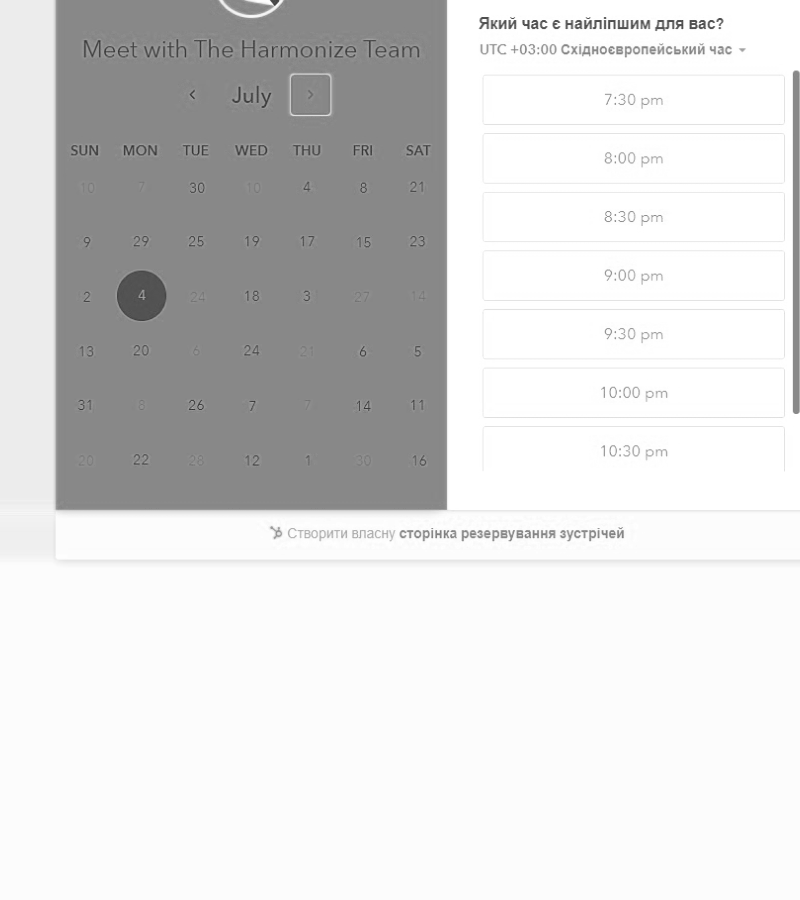 Meet with The Harmonize Team
July
SUN MON TUE WED THU FRI SAT
10 7 30 10 4 8 21
9 29 25 19 17 15 23
2 4 24 18 3 27 14
13 20 6 24 21 6 5
31 8 26 7 7 14 11
20 22 28 12 1 30 16
Який час є найліпшим для вас?
UTC +03:00 Східноєвропейський час
7:30 pm
8:00 pm
8:30 pm
9:00 pm
9:30 pm
10:00 pm
10:30 pm
Створити власну сторінка резервування зустрічей